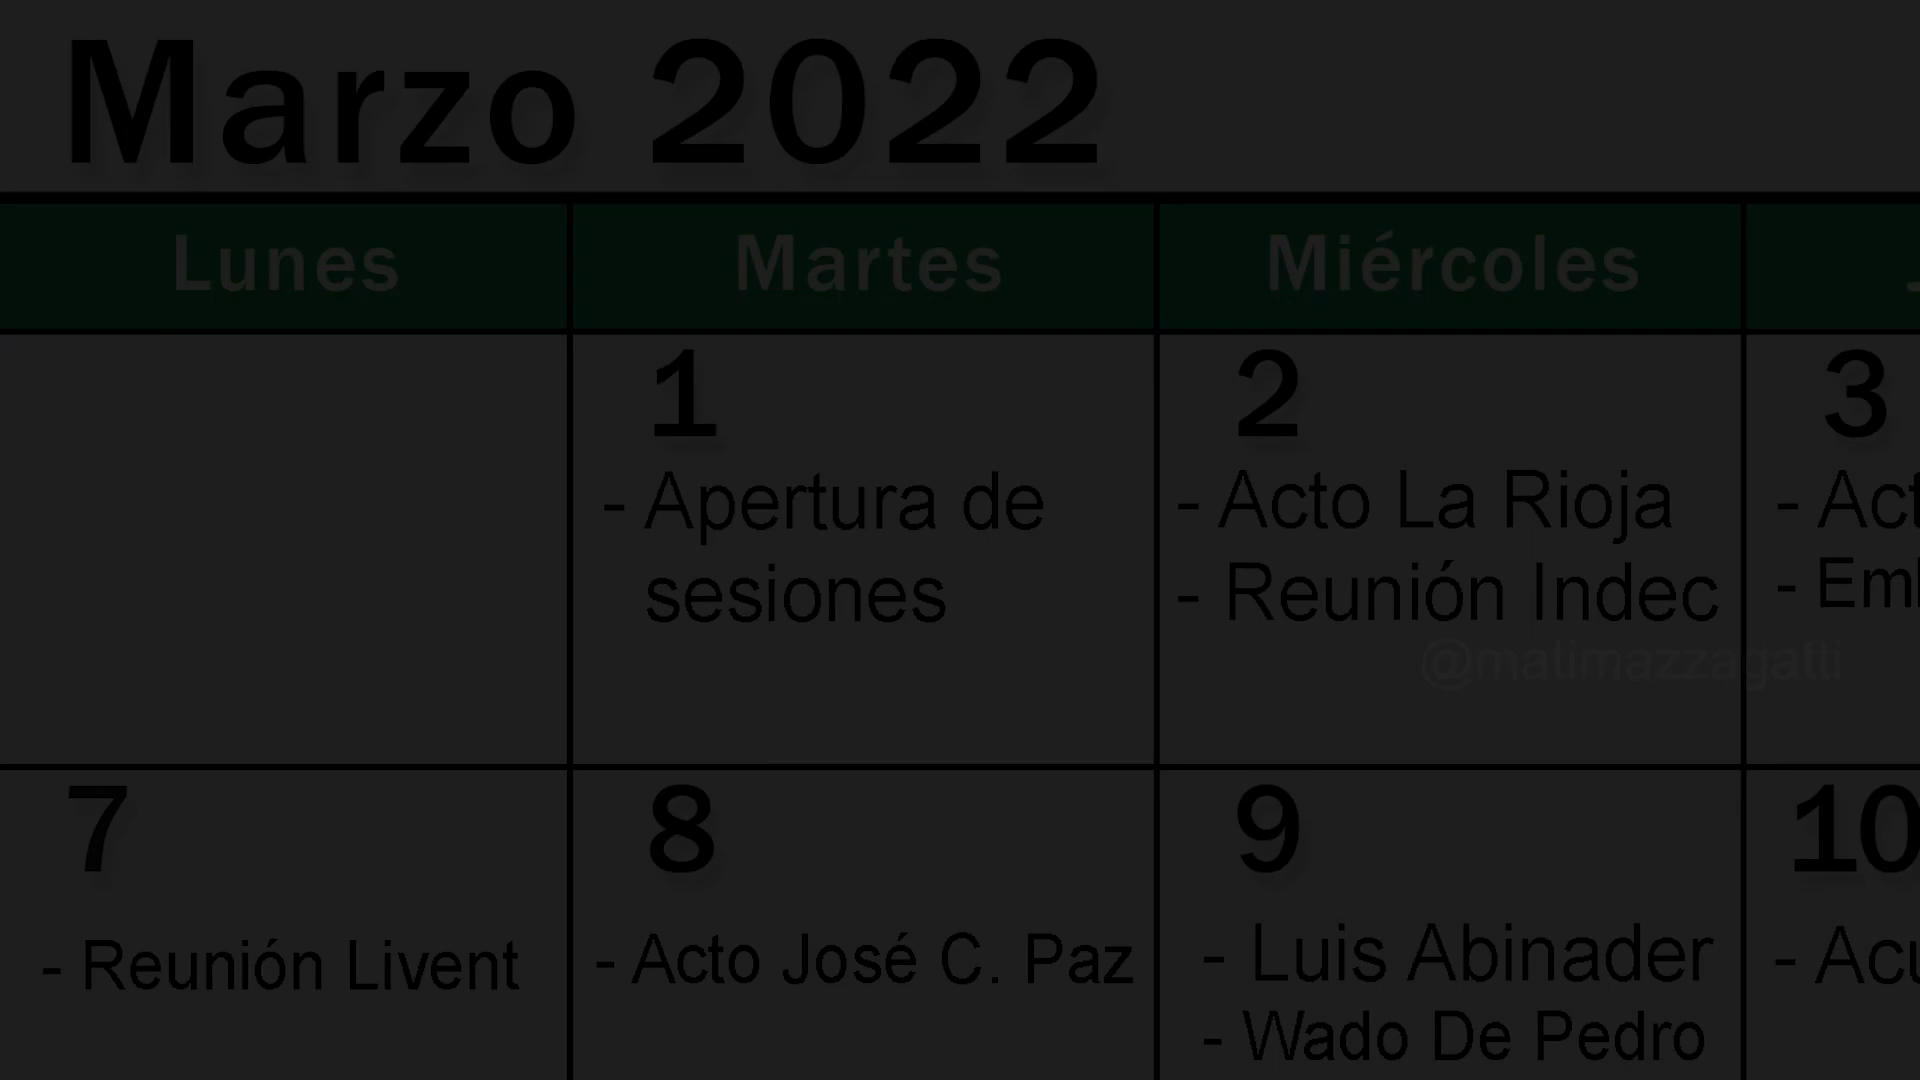 Marzo 2022
Lunes
Martes
Miércoles
1
- Apertura de
sesiones
2
- Acto La Rioja
- Reunión Indec
3
@matimazzagatti
7
- Reunión Livent
8
- Acto José C. Paz
9
- Luis Abinader
- Wado De Pedro
10